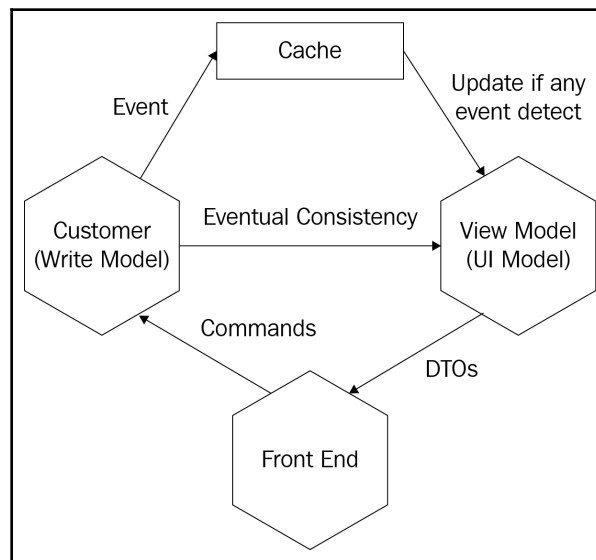 Cache
Update if any
event detect
Event
Customer
(Write Model)
Eventual Consistency
View Model
(UI Model)
Commands
DTOs
Front End